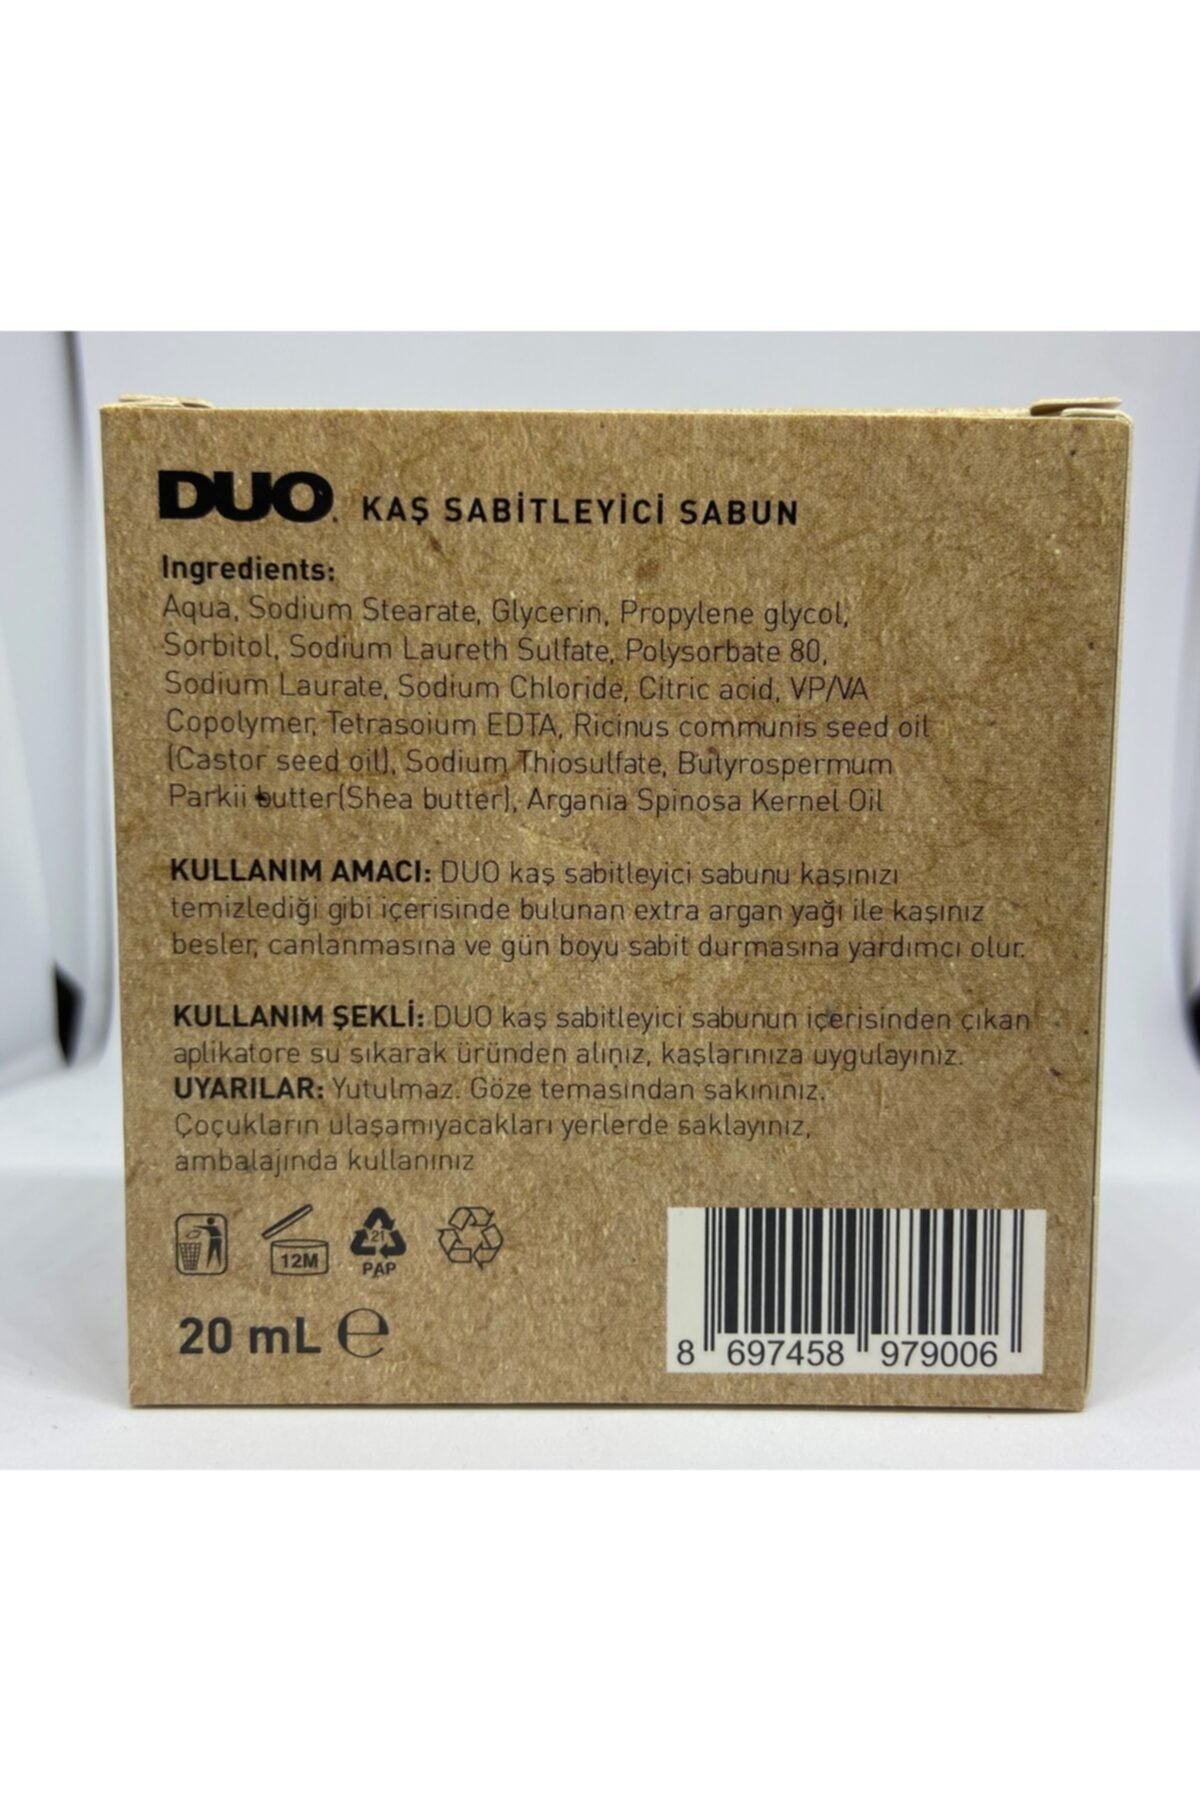 DUO. KAŞ SABİTLEYİCİ SABUN
Ingredients:
Aqua, Sodium Stearate, Glycerin, Propylene glycol,
Sorbitol, Sodium Laureth Sulfate, Polysorbate 80,
Sodium Laurate, Sodium Chloride, Citric acid, VP/VA
Copolymer, Tetrasoium EDTA, Ricinus communis seed oil
(Castor seed oil), Sodium Thiosulfate, Butyrospermum
Parkii butter(Shea butter), Argania Spinosa Kernel Oil
KULLANIM AMACI: DUO kaş sabitleyici sabunu kaşınızı
temizlediği gibi içerisinde bulunan extra argan yağı ile kaşınız
besler, canlanmasına ve gün boyu sabit durmasına yardımcı olur.
KULLANIM ŞEKLİ: DUO kaş sabitleyici sabunun içerisinden çıkan
aplikatore su sıkarak üründen alınız, kaşlarınıza uygulayınız.
UYARILAR: Yutulmaz. Göze temasından sakınınız.
Çoçukların ulaşamıyacakları yerlerde saklayınız,
ambalajında kullanınız
12M
21
PAP
20 mL e
8 697458 979006